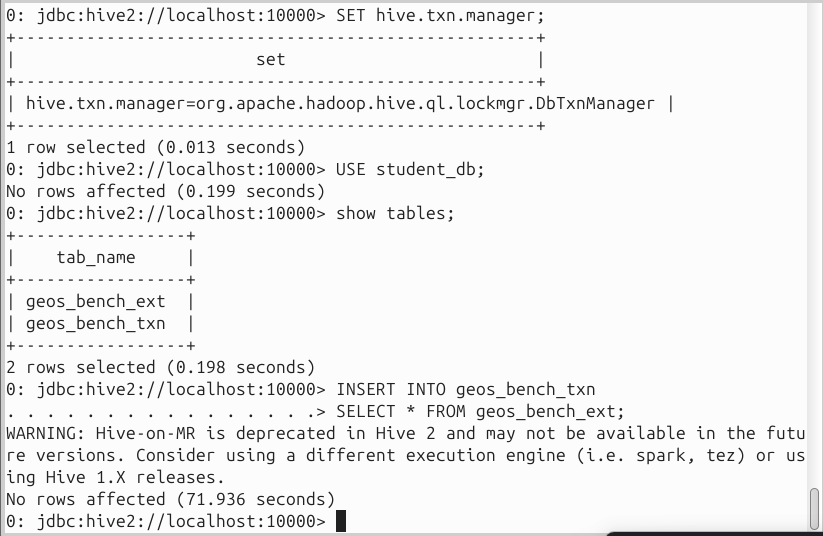 0: jdbc:hive2://localhost:10000> SET hive.txn.manager;
+----------------------------------------------------+
|                        set                         |
+----------------------------------------------------+
| hive.txn.manager=org.apache.hadoop.hive.ql.lockmgr.DbTxnManager |
+----------------------------------------------------+
1 row selected (0.013 seconds)
0: jdbc:hive2://localhost:10000> USE student_db;
No rows affected (0.199 seconds)
0: jdbc:hive2://localhost:10000> show tables;
+-----------------+
|    tab_name     |
+-----------------+
| geos_bench_ext  |
| geos_bench_txn  |
+-----------------+
2 rows selected (0.198 seconds)
0: jdbc:hive2://localhost:10000> INSERT INTO geos_bench_txn
. . . . . . . . . . . . . . . .> SELECT * FROM geos_bench_ext;
WARNING: Hive-on-MR is deprecated in Hive 2 and may not be available in the futu
re versions. Consider using a different execution engine (i.e. spark, tez) or us
ing Hive 1.X releases.
No rows affected (71.936 seconds)
0: jdbc:hive2://localhost:10000>